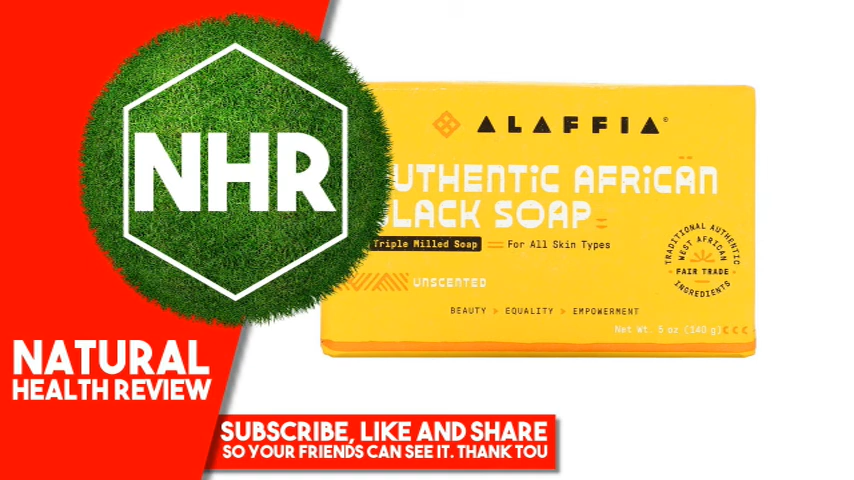 NHR
NATURAL
HEALTH REVIEW
ALAFFIA
UTHENTIC AFRICAN
LACK SOAP
Triple Milled Soap
For All Skin Types
TRADITIONAL AUTHENTIC
WEST AFRICAN
FAIR TRADE
INGREDIENTS
UNSCENTED
BEAUTY > EQUALITY > EMPOWERMENT
Net Wt. 5 oz (140 g)
SUBSCRIBE, LIKE AND SHARE
SO YOUR FRIENDS CAN SEE IT. THANK TOU